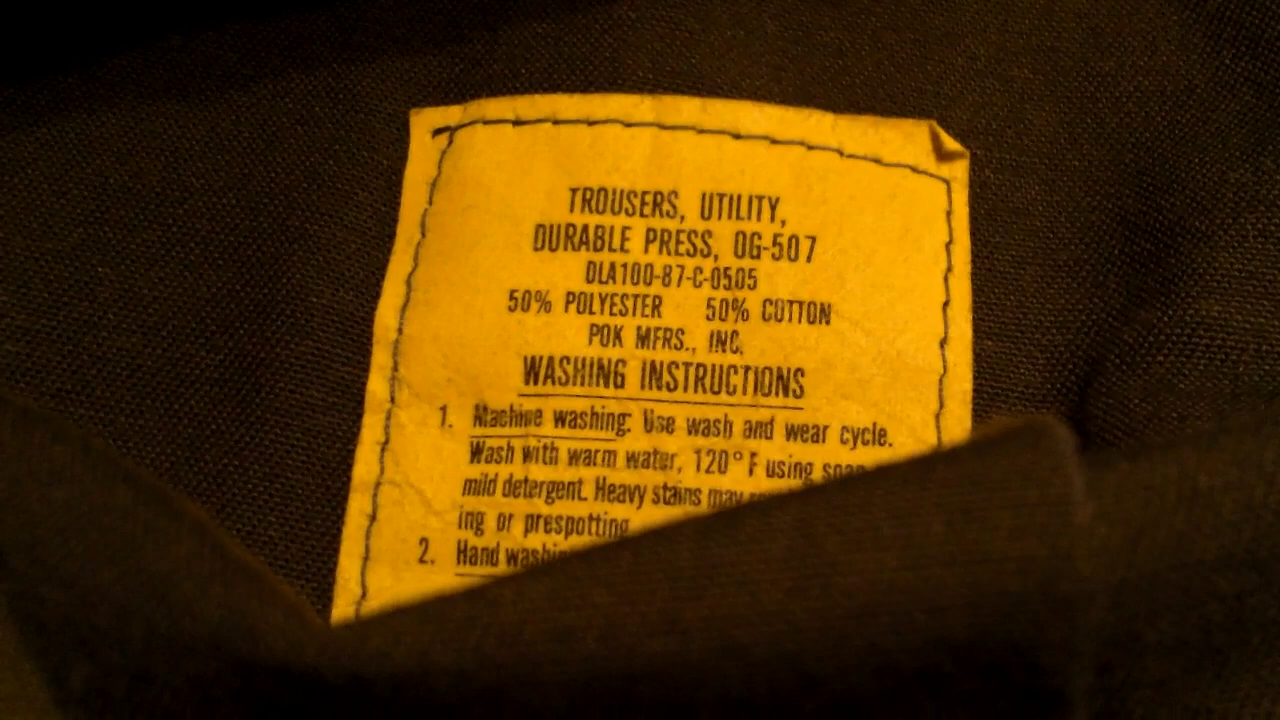 TROUSERS, UTILITY,
DURABLE PRESS, OG-507
DLA100-87-C-0505
50% POLYESTER 50% COTTON
POK MFRS., INC.
WASHING INSTRUCTIONS
1. Machine washing: Use wash and wear cycle.
Wash with warm water, 120° F using
mild detergent. Heavy stains may
ing or prespotting
2. Hand